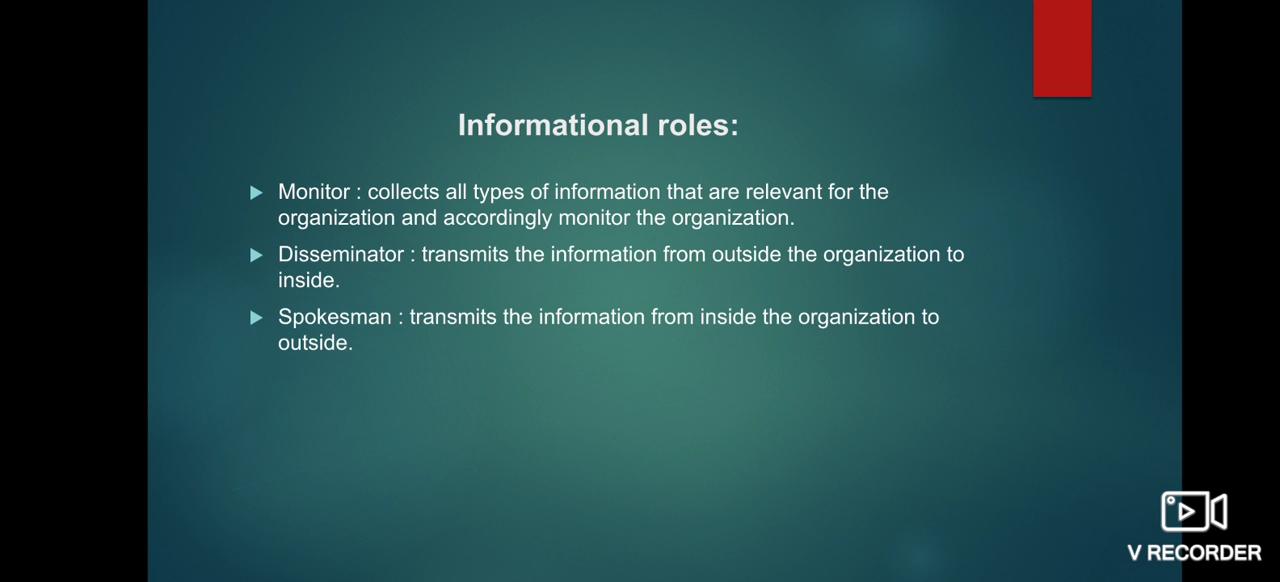 Informational roles:
Monitor : collects all types of information that are relevant for the
organization and accordingly monitor the organization.
Disseminator : transmits the information from outside the organization to
inside.
Spokesman : transmits the information from inside the organization to
outside.
V RECORDER